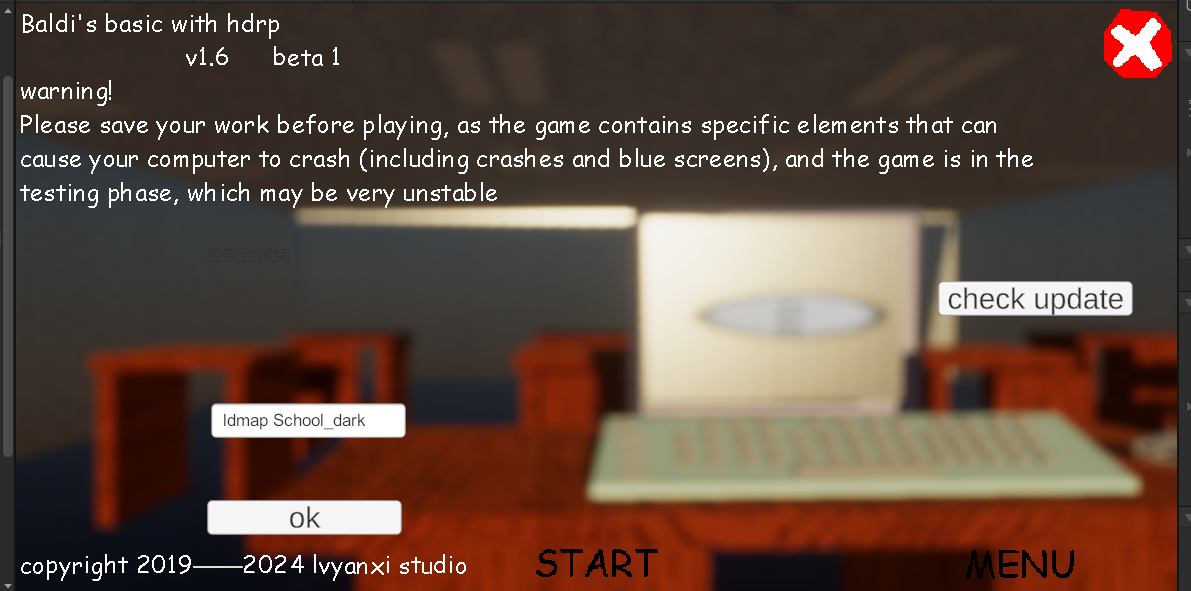 Baldi's basic with hdrp
v1.6 beta 1
warning!
Please save your work before playing, as the game contains specific elements that can
cause your computer to crash (including crashes and blue screens), and the game is in the
testing phase, which may be very unstable
控制台就绪
check update
ldmap School_dark
ok
copyright 2019——2024 lvyanxi studio
START
MENU